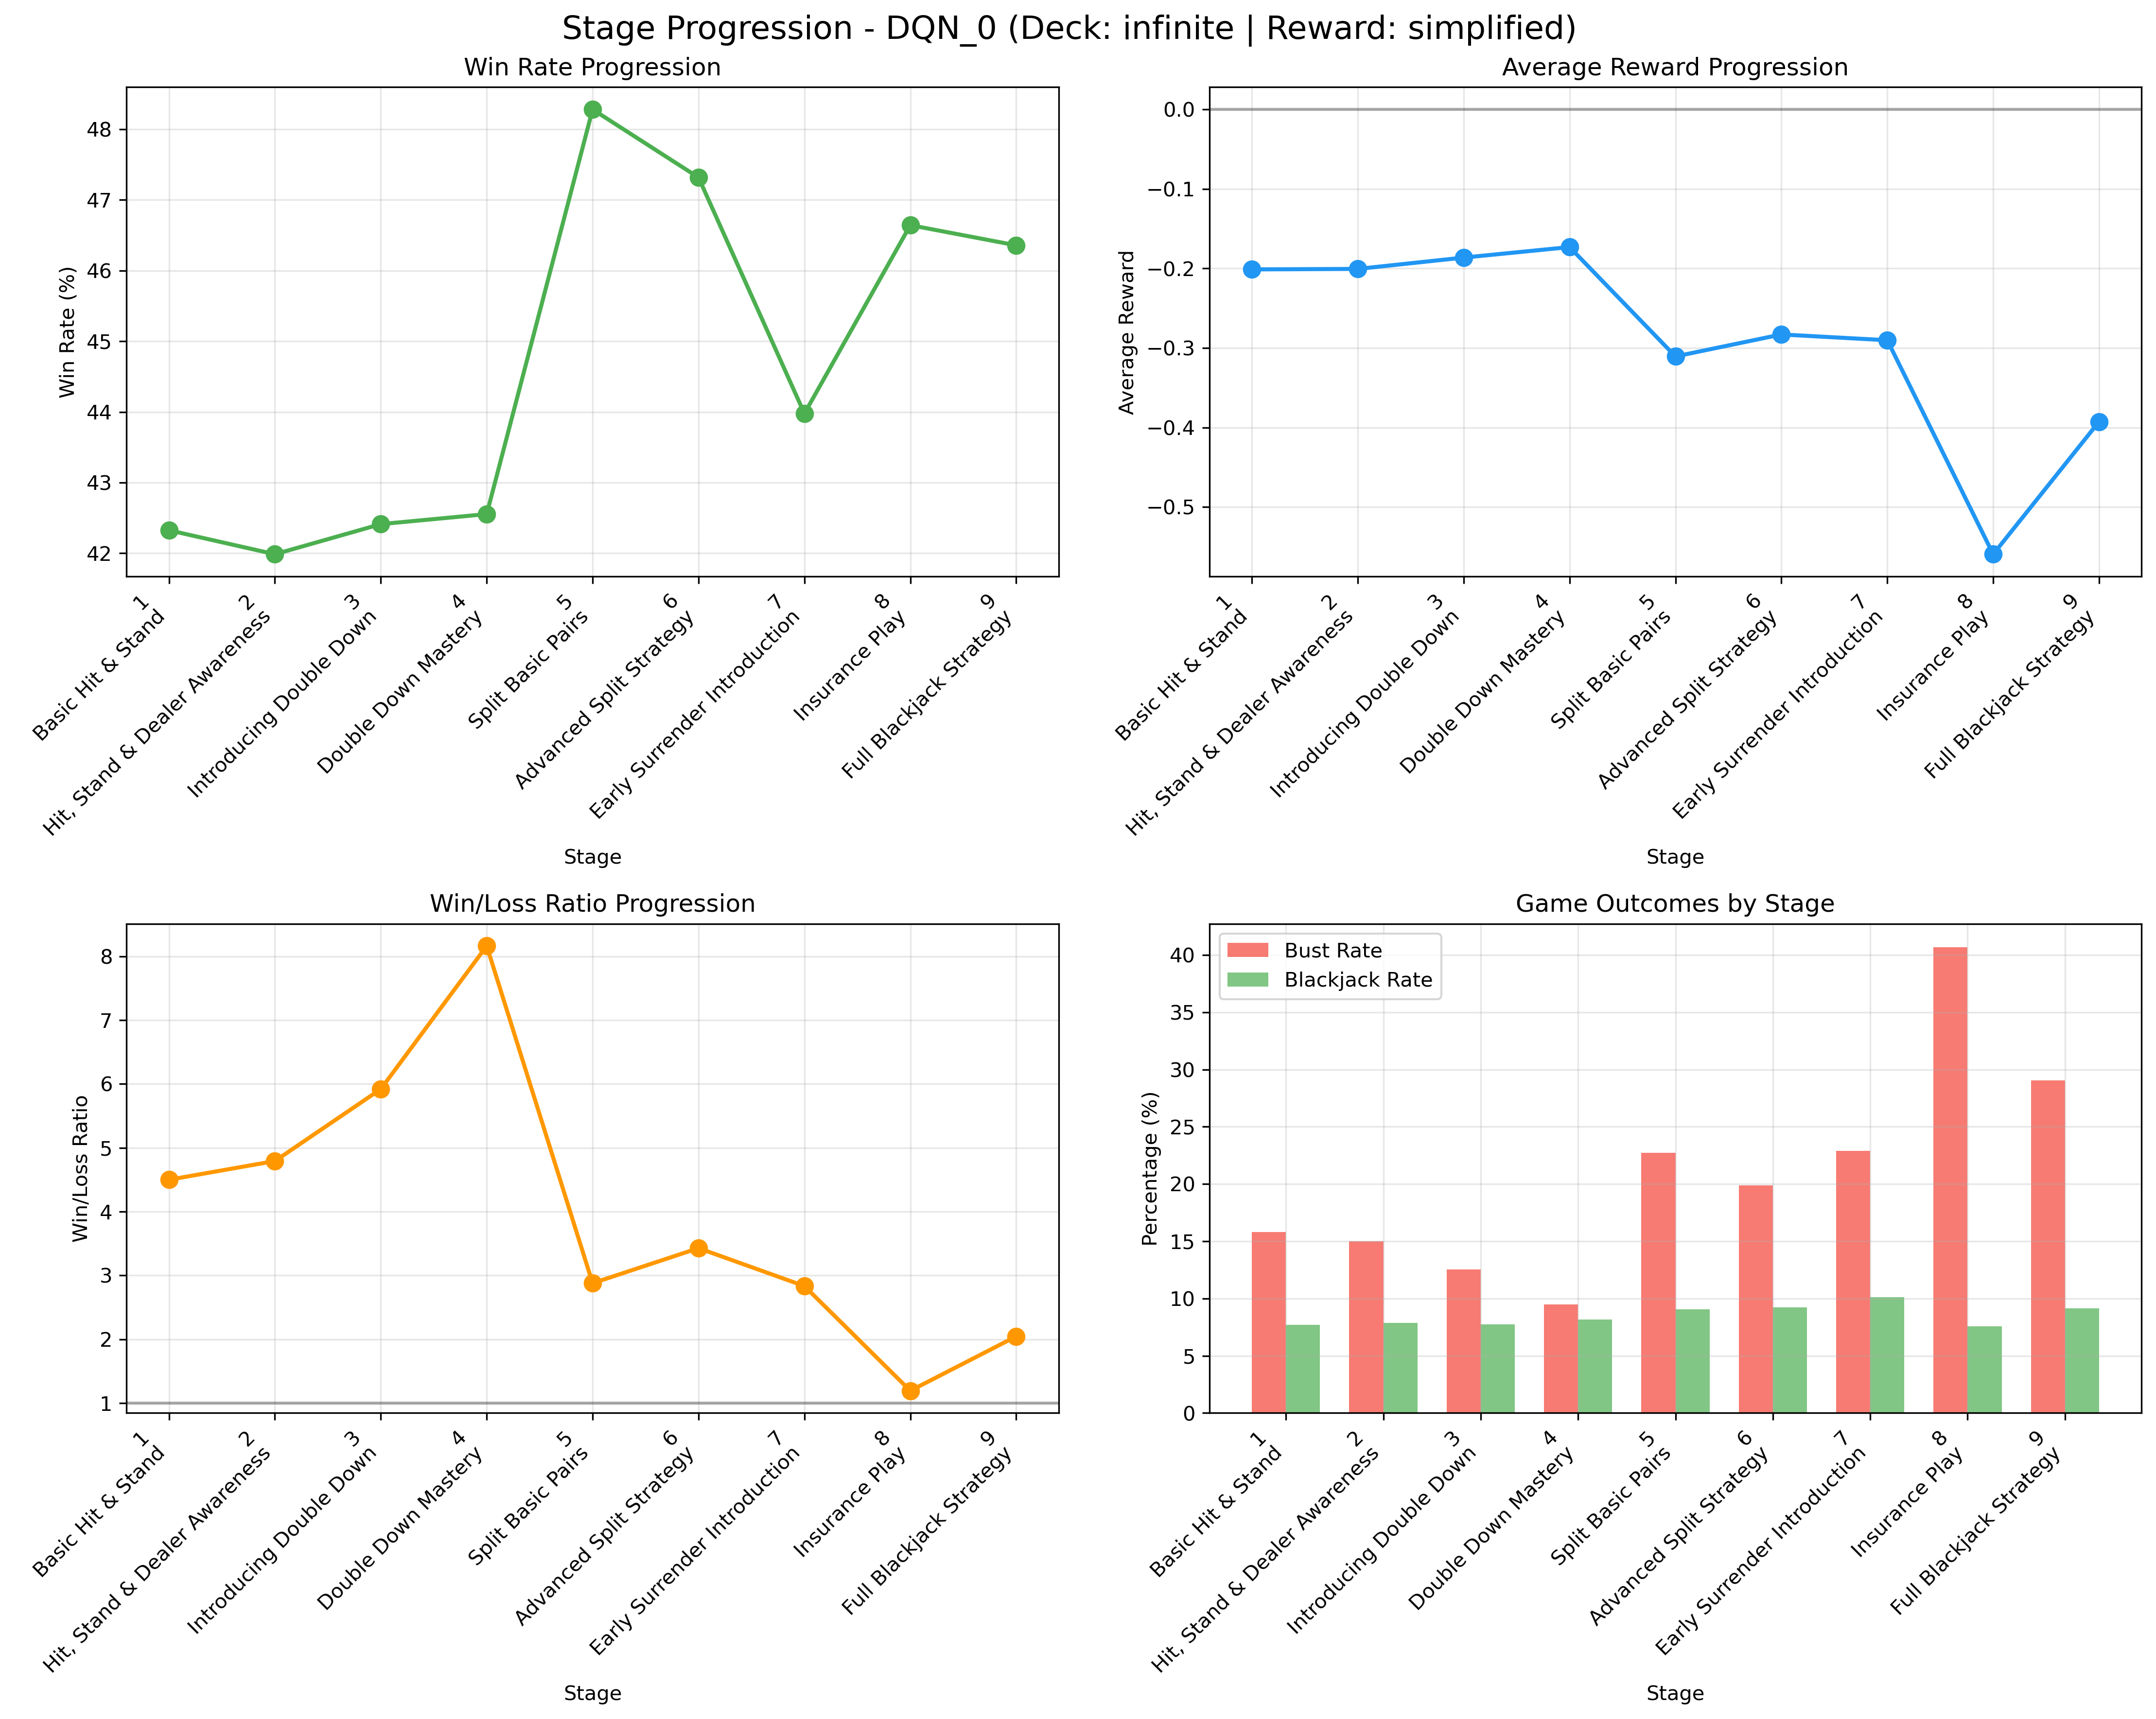 Stage Progression - DQN_0 (Deck: infinite | Reward: simplified)
Win Rate Progression
Win Rate (%)
48
47
46
45
44
43
42
1
Basic Hit & Stand
2
Hit, Stand & Dealer Awareness
3
Introducing Double Down
4
Double Down Mastery
5
Split Basic Pairs
6
Advanced Split Strategy
7
Early Surrender Introduction
8
Insurance Play
9
Full Blackjack Strategy
Stage
Average Reward Progression
Average Reward
0.0
−0.1
−0.2
−0.3
−0.4
−0.5
1
Basic Hit & Stand
2
Hit, Stand & Dealer Awareness
3
Introducing Double Down
4
Double Down Mastery
5
Split Basic Pairs
6
Advanced Split Strategy
7
Early Surrender Introduction
8
Insurance Play
9
Full Blackjack Strategy
Stage
Win/Loss Ratio Progression
Win/Loss Ratio
8
7
6
5
4
3
2
1
1
Basic Hit & Stand
2
Hit, Stand & Dealer Awareness
3
Introducing Double Down
4
Double Down Mastery
5
Split Basic Pairs
6
Advanced Split Strategy
7
Early Surrender Introduction
8
Insurance Play
9
Full Blackjack Strategy
Stage
Game Outcomes by Stage
Bust Rate
Blackjack Rate
Percentage (%)
40
35
30
25
20
15
10
5
0
1
Basic Hit & Stand
2
Hit, Stand & Dealer Awareness
3
Introducing Double Down
4
Double Down Mastery
5
Split Basic Pairs
6
Advanced Split Strategy
7
Early Surrender Introduction
8
Insurance Play
9
Full Blackjack Strategy
Stage